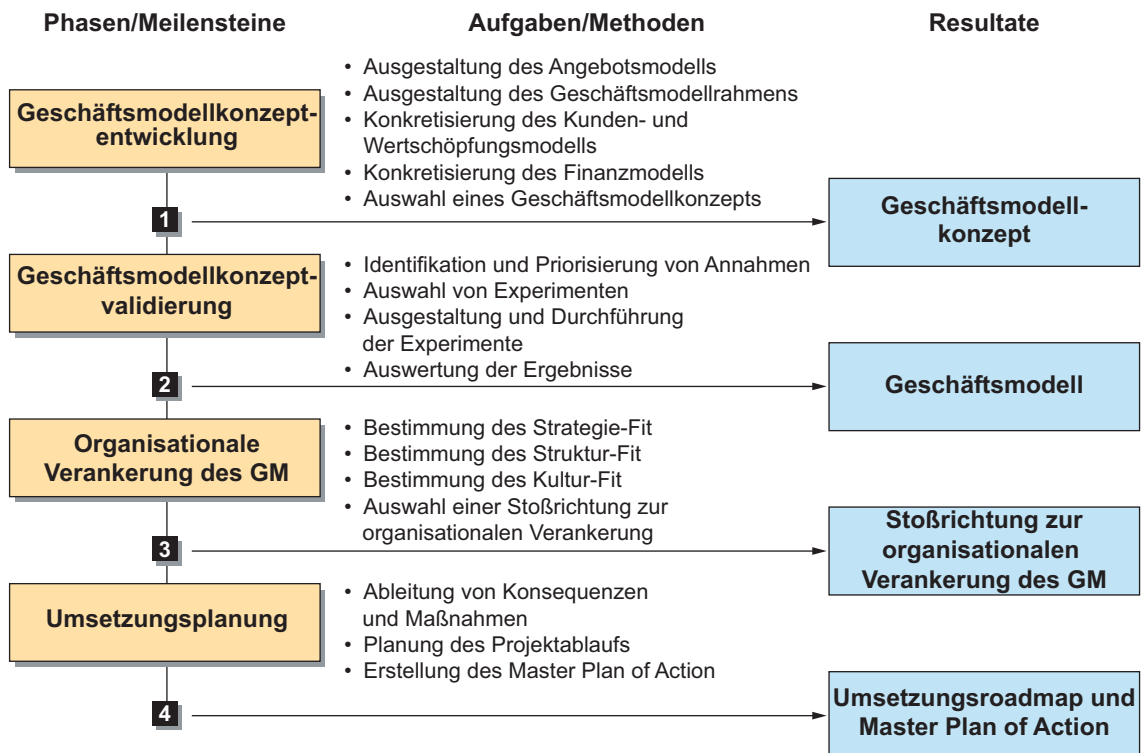 Phasen/Meilensteine
Aufgaben/Methoden
Resultate
Geschäftsmodellkonzept-
entwicklung
• Ausgestaltung des Angebotsmodells
• Ausgestaltung des Geschäftsmodellrahmens
• Konkretisierung des Kunden- und
Wertschöpfungsmodells
• Konkretisierung des Finanzmodells
• Auswahl eines Geschäftsmodellkonzepts
1
Geschäftsmodell-
konzept
Geschäftsmodellkonzept-
validierung
• Identifikation und Priorisierung von Annahmen
• Auswahl von Experimenten
• Ausgestaltung und Durchführung
der Experimente
• Auswertung der Ergebnisse
2
Geschäftsmodell
Organisationale
Verankerung des GM
• Bestimmung des Strategie-Fit
• Bestimmung des Struktur-Fit
• Bestimmung des Kultur-Fit
• Auswahl einer Stoßrichtung zur
organisationalen Verankerung
3
Stoßrichtung zur
organisationalen
Verankerung des GM
Umsetzungsplanung
• Ableitung von Konsequenzen
und Maßnahmen
• Planung des Projektablaufs
• Erstellung des Master Plan of Action
4
Umsetzungsroadmap und
Master Plan of Action